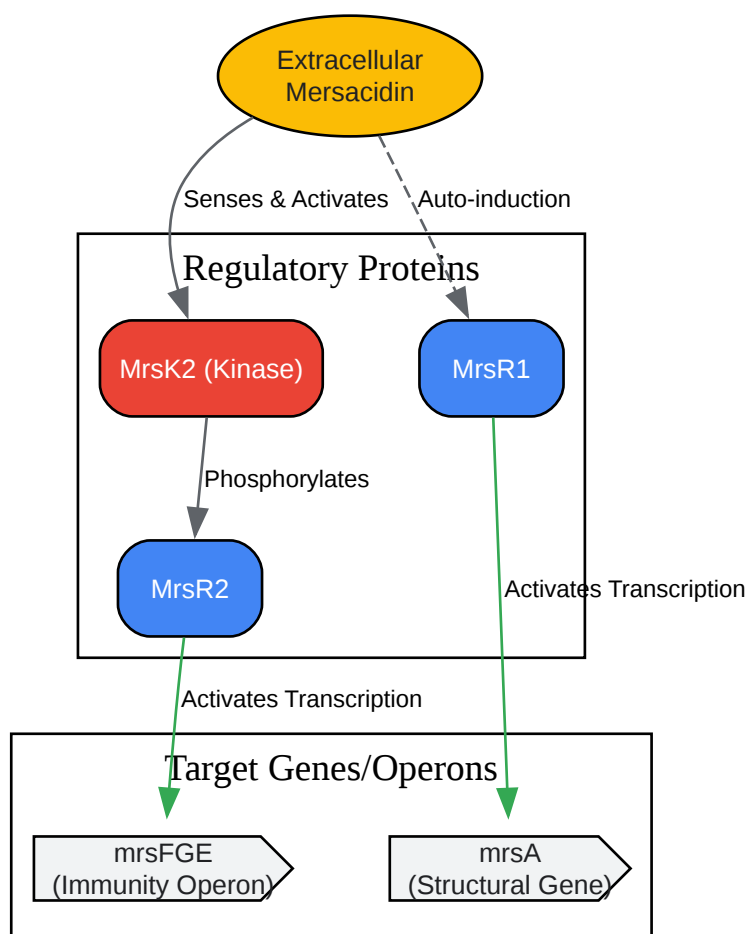 Extracellular
Mersacidin
Senses & Activates
Auto-induction
Regulatory Proteins
MrsK2 (Kinase)
MrsR1
Phosphorylates
MrsR2
Activates Transcription
Activates Transcription
Target Genes/Operons
mrsFGE
(Immunity Operon)
mrsA
(Structural Gene)